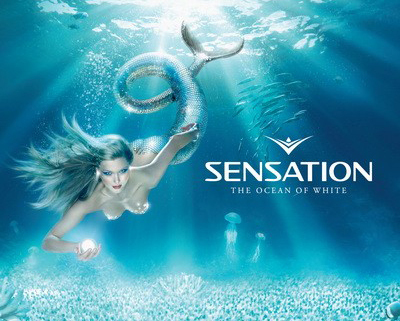 SENSATION
THE OCEAN OF WHITE